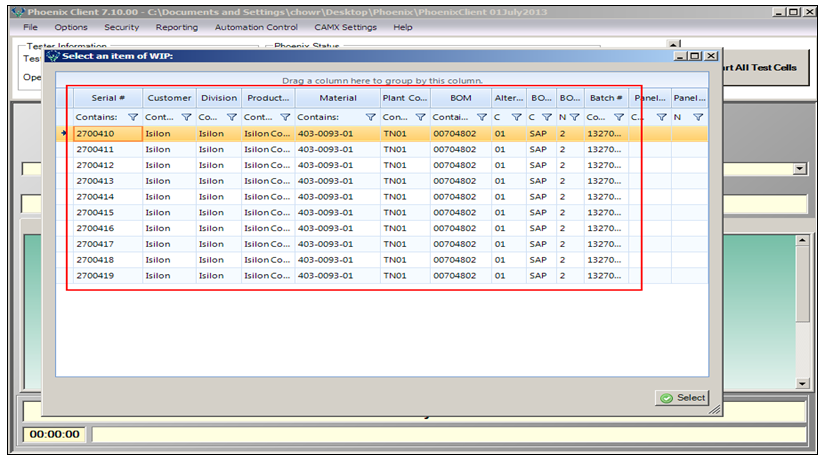 Phoenix Client 7.10.00 - C:\Documents and Settings\chowr\Desktop\Phoenix\PhoenixClient 01July2013
File Options Security Reporting Automation Control CAMX Settings Help
Tester Information Phoenix Status
Select an item of WIP:
rt All Test Cells
Drag a column here to group by this column.
Serial # Customer Division Product... Material Plant Co... BOM Alter... BO... BO... Batch # Panel... Panel...
Contains: Cont... Co... Cont... Contains: Con... Contai... C C N Co... C... N
2700410 Isilon Isilon Isilon Co... 403-0093-01 TN01 00704802 01 SAP 2 13270...
2700411 Isilon Isilon Isilon Co... 403-0093-01 TN01 00704802 01 SAP 2 13270...
2700412 Isilon Isilon Isilon Co... 403-0093-01 TN01 00704802 01 SAP 2 13270...
2700413 Isilon Isilon Isilon Co... 403-0093-01 TN01 00704802 01 SAP 2 13270...
2700414 Isilon Isilon Isilon Co... 403-0093-01 TN01 00704802 01 SAP 2 13270...
2700415 Isilon Isilon Isilon Co... 403-0093-01 TN01 00704802 01 SAP 2 13270...
2700416 Isilon Isilon Isilon Co... 403-0093-01 TN01 00704802 01 SAP 2 13270...
2700417 Isilon Isilon Isilon Co... 403-0093-01 TN01 00704802 01 SAP 2 13270...
2700418 Isilon Isilon Isilon Co... 403-0093-01 TN01 00704802 01 SAP 2 13270...
2700419 Isilon Isilon Isilon Co... 403-0093-01 TN01 00704802 01 SAP 2 13270...
Select
00:00:00